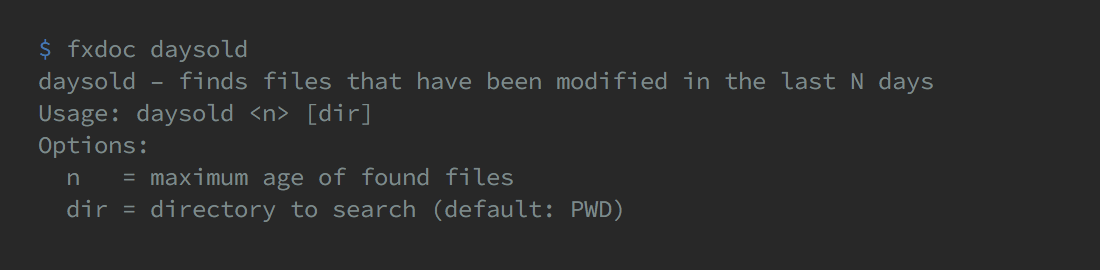 $ fxdoc daysold
daysold – finds files that have been modified in the last N days
Usage: daysold <n> [dir]
Options:
  n   = maximum age of found files
  dir = directory to search (default: PWD)